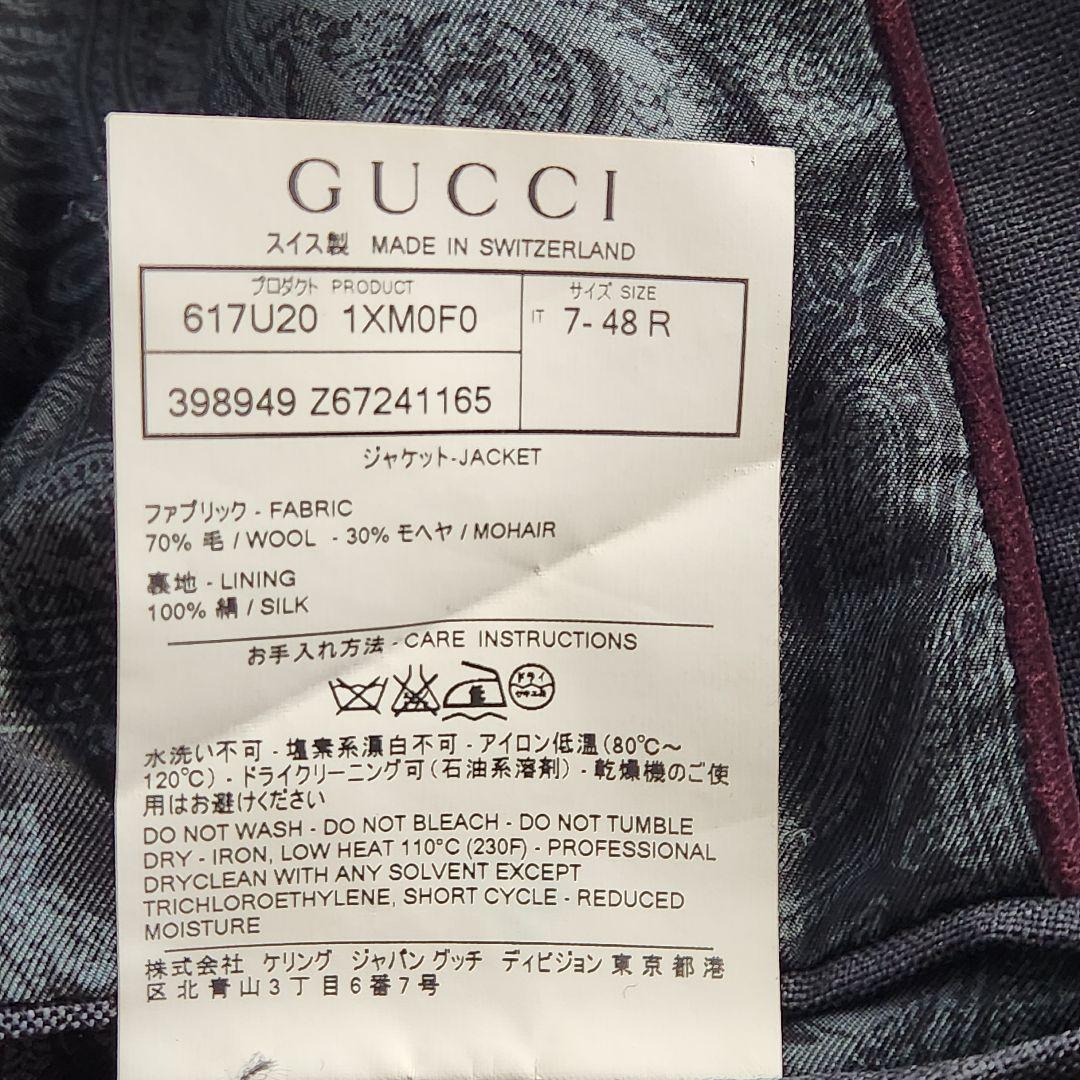 GUCCI
スイス製 MADE IN SWITZERLAND
プロダクト PRODUCT
617U20 1XM0F0
サイズ SIZE
IT 7- 48 R
398949 Z67241165
ジャケット-JACKET
ファブリック - FABRIC
70% 毛 / WOOL - 30% モヘヤ / MOHAIR
裏地 - LINING
100% 絹 / SILK
お手入れ方法 - CARE INSTRUCTIONS
低 ドライ
水洗い不可 - 塩素系漂白不可 - アイロン低温(80℃～
120℃) - ドライクリーニング可(石油系溶剤) - 乾燥機のご使
用はお避けください
DO NOT WASH - DO NOT BLEACH - DO NOT TUMBLE
DRY - IRON, LOW HEAT 110°C (230F) - PROFESSIONAL
DRYCLEAN WITH ANY SOLVENT EXCEPT
TRICHLOROETHYLENE, SHORT CYCLE - REDUCED
MOISTURE
株式会社 ケリング ジャパン グッチ ディビジョン 東京都港
区北青山3丁目6番7号